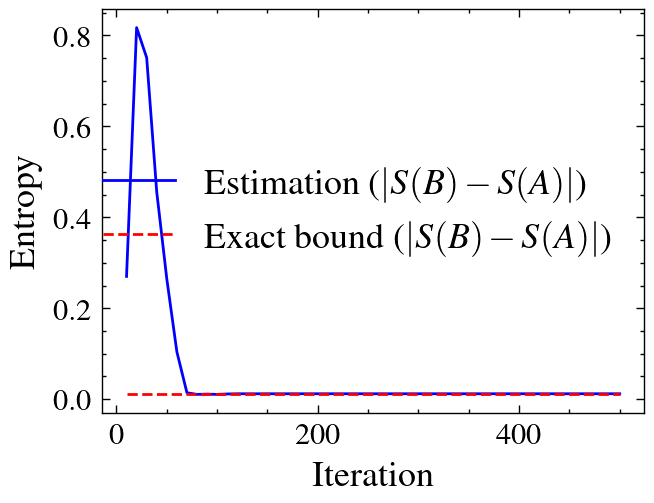 0.8
0.6
0.4
0.2
0.0
Entropy
Estimation (|S(B) − S(A)|)
Exact bound (|S(B) − S(A)|)
0 200 400
Iteration